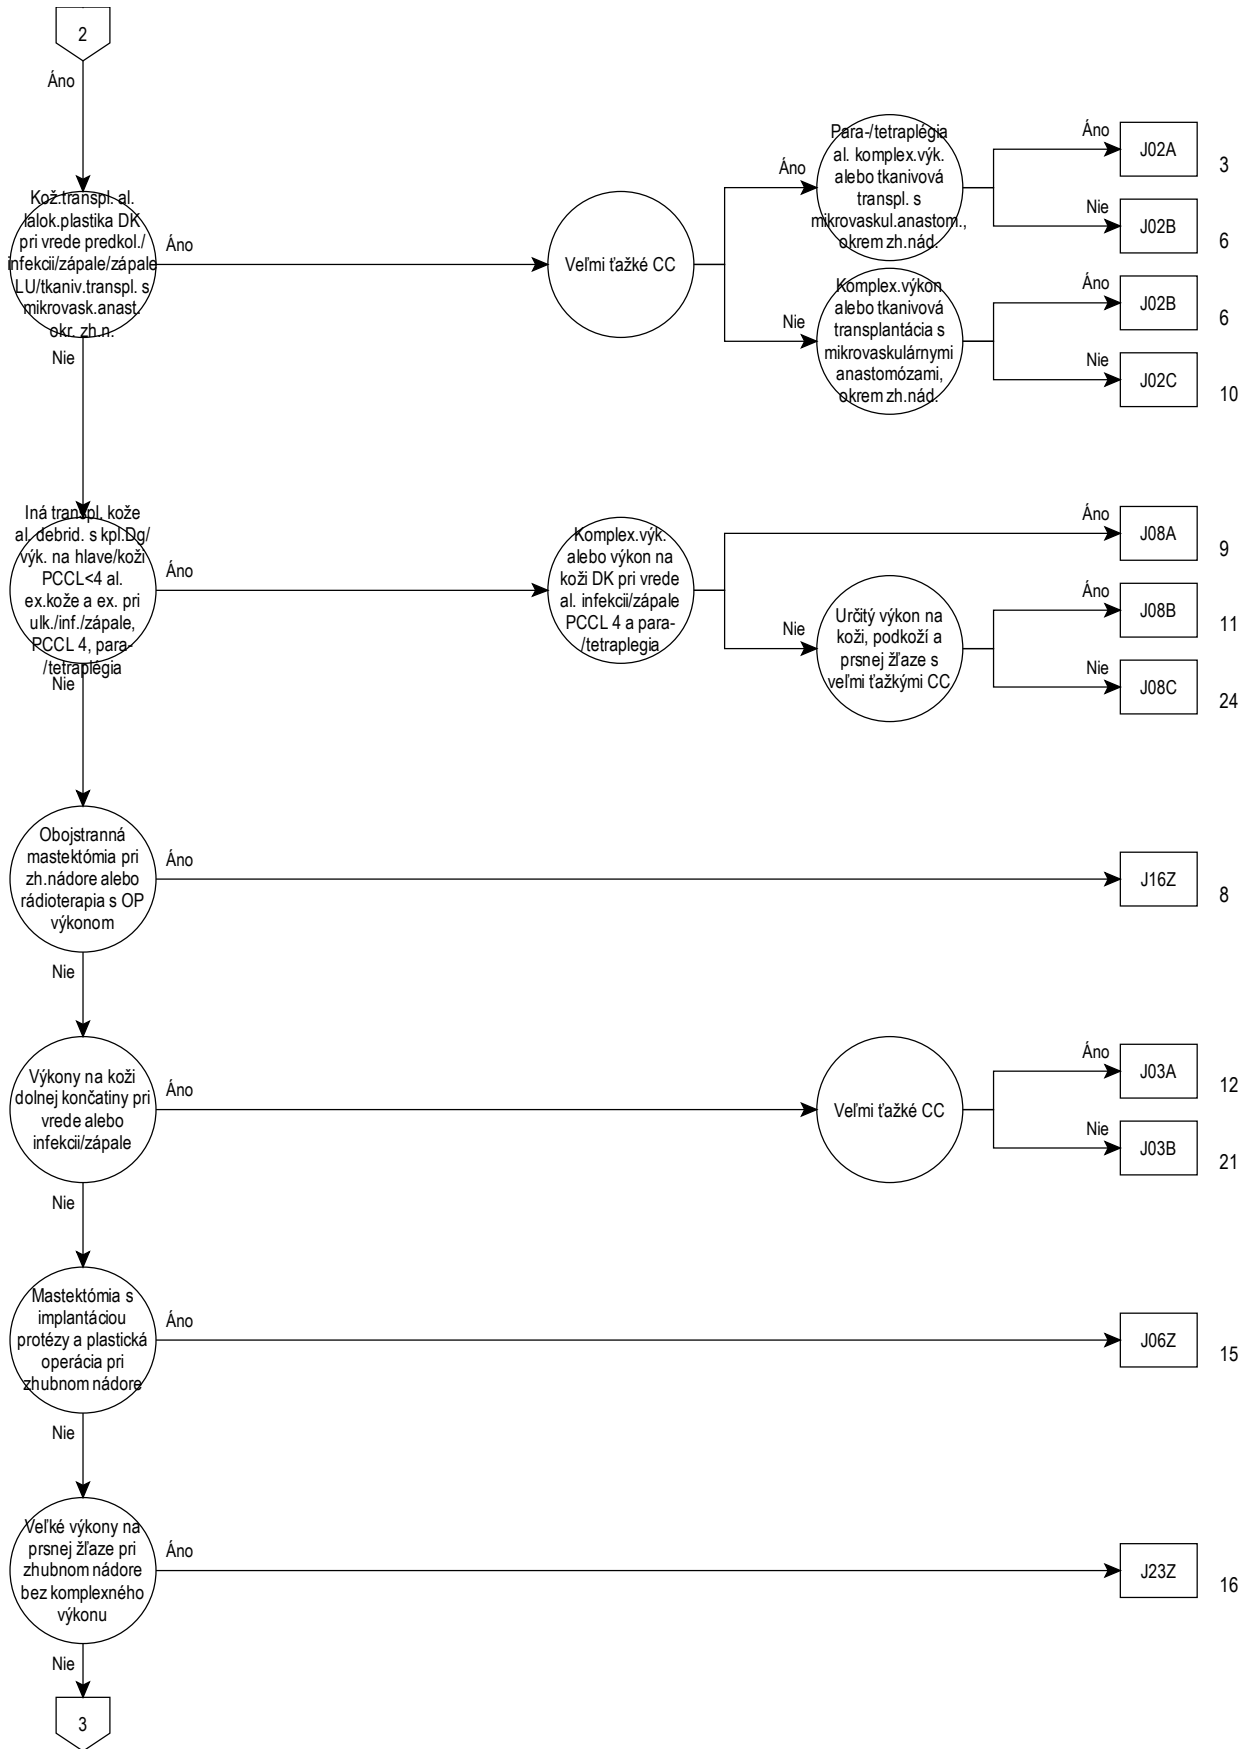 2
Áno
Kož.transpl. al.
lalok.plastika DK
pri vrede predkol./
infekcii/zápale/zápale
LU/tkaniv.transpl. s
mikrovask.anast.
okr. zh.n.
Áno
Nie
Veľmi ťažké CC
Áno
Nie
Para-/tetraplégia
al. komplex.výk.
alebo tkanivová
transpl. s
mikrovaskul.anastom.,
okrem zh.nád.
Áno
J02A
3
Nie
J02B
6
Komplex.výkon
alebo tkanivová
transplantácia s
mikrovaskulárnymi
anastomózami,
okrem zh.nád.
Áno
J02B
6
Nie
J02C
10
Iná transpl. kože
al. debrid. s kpl.Dg/
výk. na hlave/koži
PCCL<4 al.
ex.kože a ex. pri
ulk./inf./zápale,
PCCL 4, para-
/tetraplégia
Áno
Nie
Komplex.výk.
alebo výkon na
koži DK pri vrede
al. infekcii/zápale
PCCL 4 a para-
/tetraplegia
Áno
J08A
9
Nie
Určitý výkon na
koži, podkoží a
prsnej žľaze s
veľmi ťažkými CC
Áno
J08B
11
Nie
J08C
24
Obojstranná
mastektómia pri
zh.nádore alebo
rádioterapia s OP
výkonom
Áno
J16Z
8
Nie
Výkony na koži
dolnej končatiny pri
vrede alebo
infekcii/zápale
Áno
Veľmi ťažké CC
Áno
J03A
12
Nie
J03B
21
Nie
Mastektómia s
implantáciou
protézy a plastická
operácia pri
zhubnom nádore
Áno
J06Z
15
Nie
Veľké výkony na
prsnej žľaze pri
zhubnom nádore
bez komplexného
výkonu
Áno
J23Z
16
Nie
3